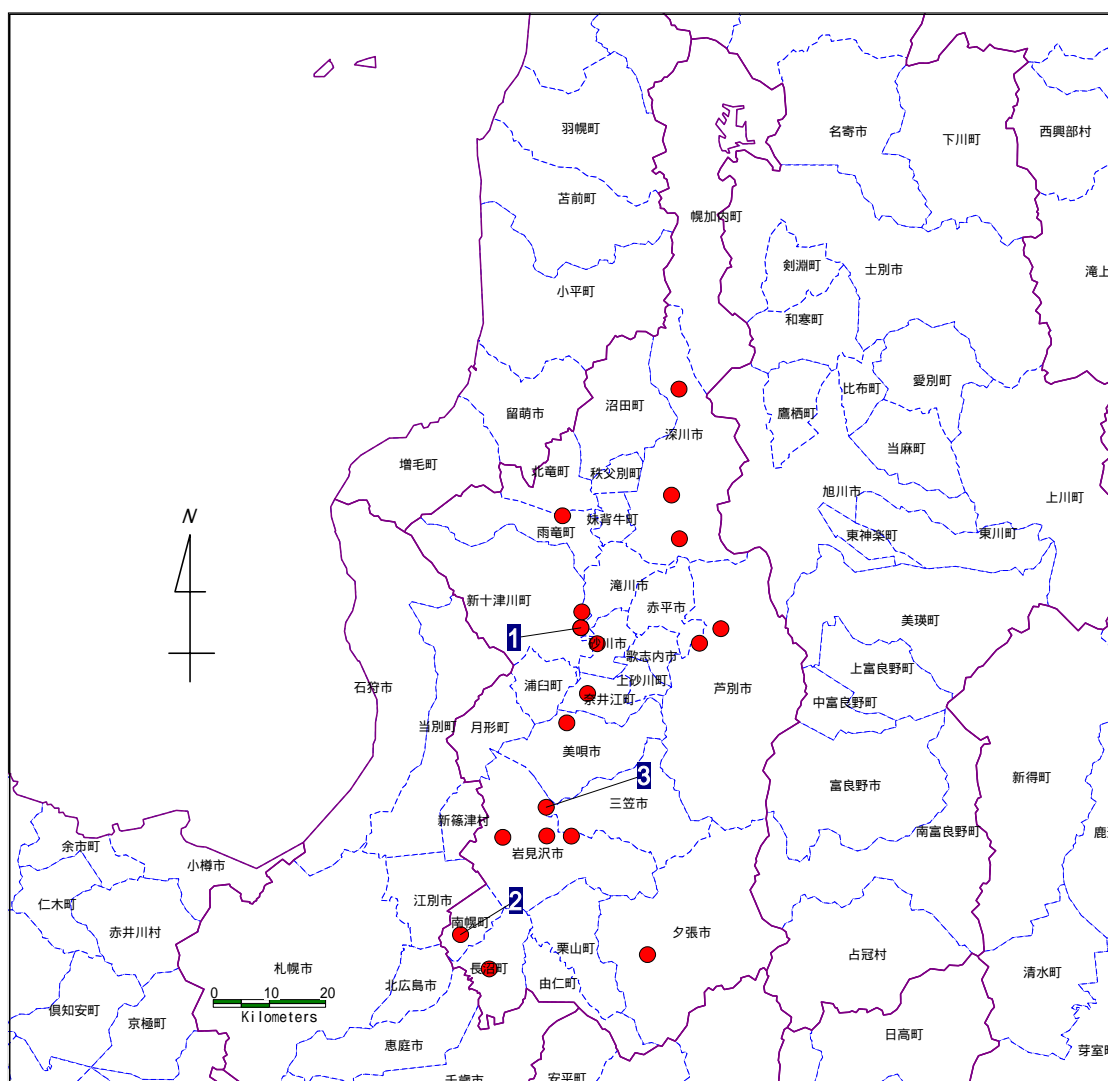 羽幌町
名寄市
下川町
西興部村
苫前町
幌加内町
剣淵町
士別市
滝上
小平町
和寒町
愛別町
比布町
沼田町
留萌市
鷹栖町
深川市
当麻町
増毛町
北竜町
秩父別町
旭川市
上川町
N
妹背牛町
雨竜町
東神楽町
東川町
滝川市
新十津川町
赤平市
美瑛町
1
砂川市
歌志内市
上富良野町
上砂川町
石狩市
浦臼町
芦別市
奈井江町
中富良野町
当別町
月形町
美唄市
3
新得町
富良野市
三笠市
新篠津村
南富良野町
鹿
余市町
岩見沢市
小樽市
江別市
2
仁木町
南幌町
赤井川村
夕張市
栗山町
占冠村
札幌市
長沼町
清水町
北広島市
由仁町
0 10 20
Kilometers
倶知安町
京極町
日高町
恵庭市
芽室町
千歳市
安平町